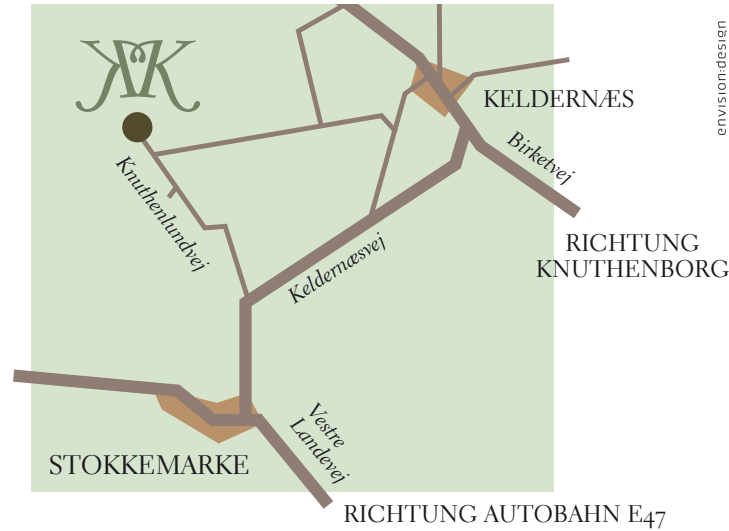 envision:design
KELDERNÆS
Birketvej
Knuthenlundvej
RICHTUNG
KNUTHENBORG
Keldernæsvej
Vestre
Landevej
STOKKEMARKE
RICHTUNG AUTOBAHN E47